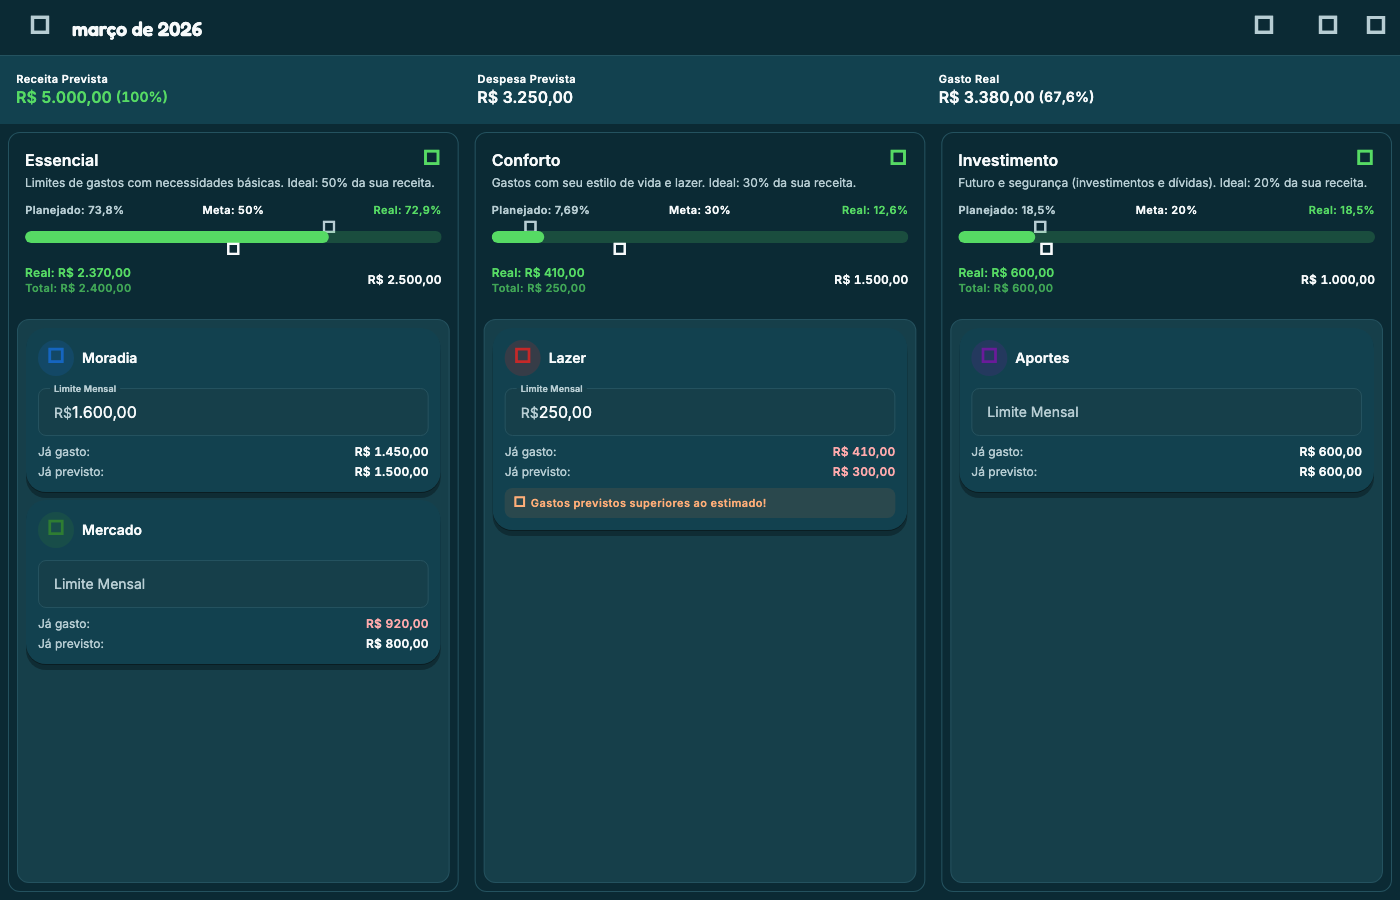 março de 2026
Receita Prevista
R$ 5.000,00 (100%)
Despesa Prevista
R$ 3.250,00
Gasto Real
R$ 3.380,00 (67,6%)
Essencial
Limites de gastos com necessidades básicas. Ideal: 50% da sua receita.
Planejado: 73,8% Meta: 50% Real: 72,9%
Real: R$ 2.370,00
Total: R$ 2.400,00
R$ 2.500,00
Moradia
Limite Mensal
R$1.600,00
Já gasto: R$ 1.450,00
Já previsto: R$ 1.500,00
Mercado
Limite Mensal
Já gasto: R$ 920,00
Já previsto: R$ 800,00
Conforto
Gastos com seu estilo de vida e lazer. Ideal: 30% da sua receita.
Planejado: 7,69% Meta: 30% Real: 12,6%
Real: R$ 410,00
Total: R$ 250,00
R$ 1.500,00
Lazer
Limite Mensal
R$250,00
Já gasto: R$ 410,00
Já previsto: R$ 300,00
Gastos previstos superiores ao estimado!
Investimento
Futuro e segurança (investimentos e dívidas). Ideal: 20% da sua receita.
Planejado: 18,5% Meta: 20% Real: 18,5%
Real: R$ 600,00
Total: R$ 600,00
R$ 1.000,00
Aportes
Limite Mensal
Já gasto: R$ 600,00
Já previsto: R$ 600,00